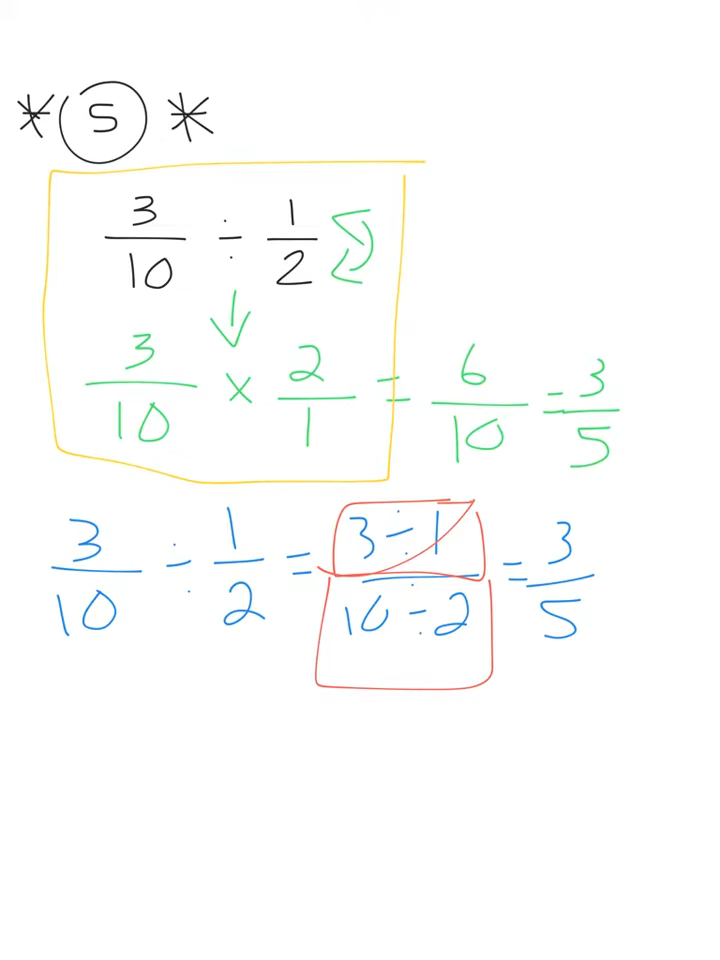 * 5 *
3/10 ÷ 1/2
3/10 × 2/1 = 6/10 = 3/5
3/10 ÷ 1/2 = (3 ÷ 1)/(10 ÷ 2) = 3/5